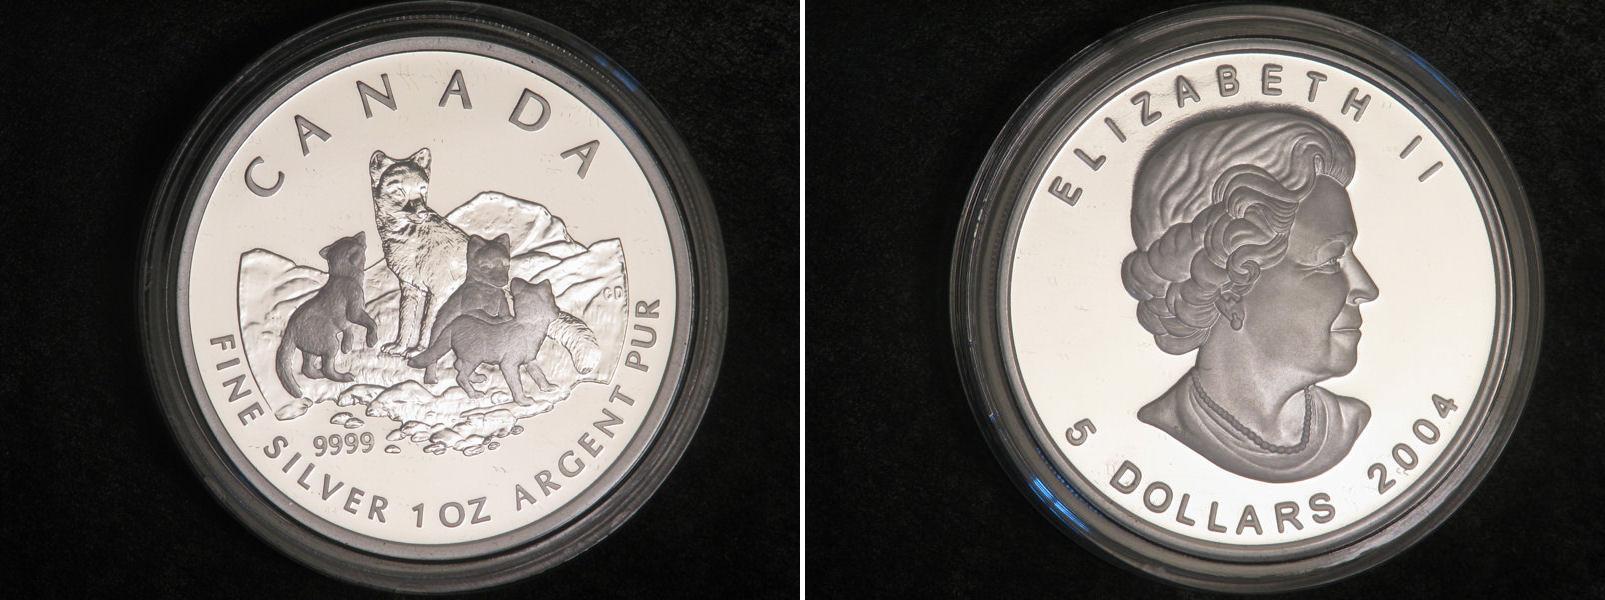 CANADA
CD
9999
FINE SILVER 1 OZ ARGENT PUR
ELIZABETH II
5 DOLLARS 2004